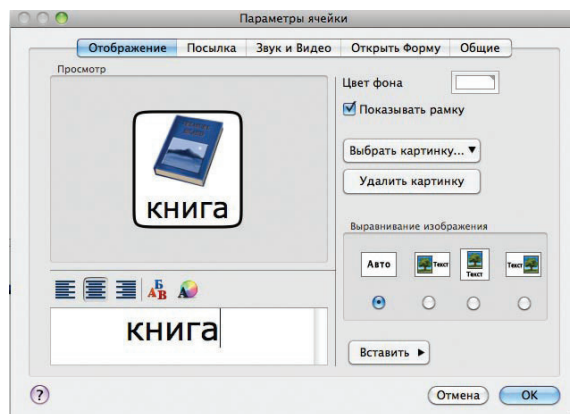 Параметры ячейки
Отображение Посылка Звук и Видео Открыть Форму Общие
Просмотр
книга
Цвет фона
Показывать рамку
Выбрать картинку...
Удалить картинку
Выравнивание изображения
Авто Текст Текст Текст
Б
А В А
книга
Вставить
? Отмена OK